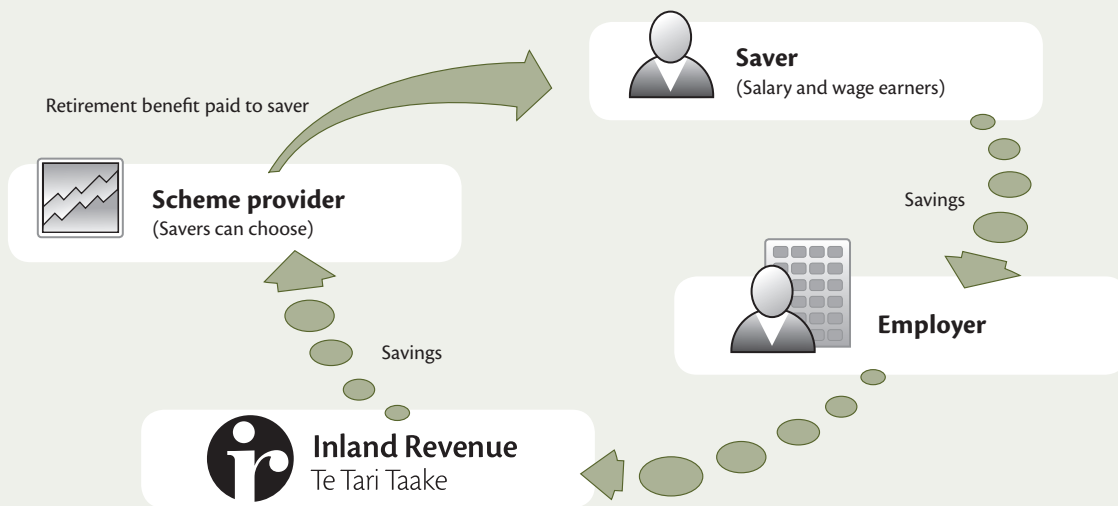 Saver
(Salary and wage earners)
Retirement benefit paid to saver
Scheme provider
(Savers can choose)
Savings
Employer
Savings
ir
Inland Revenue
Te Tari Taake